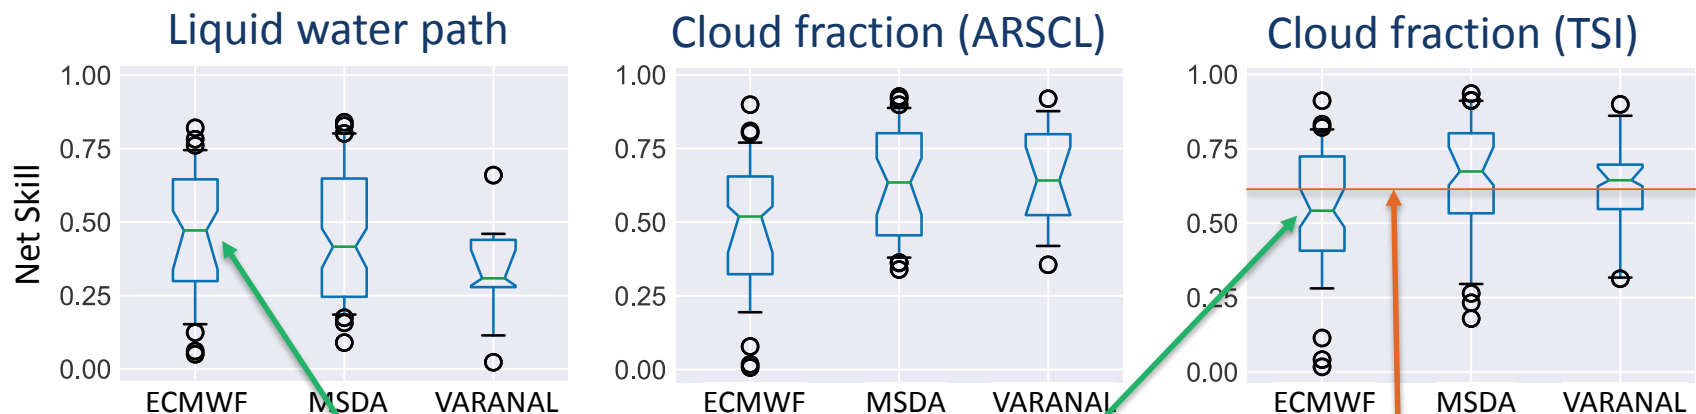 Liquid water path
1.00
0.75
0.50
0.25
0.00
Net Skill
ECMWF MSDA VARANAL
Cloud fraction (ARSCL)
1.00
0.75
0.50
0.25
0.00
ECMWF MSDA VARANAL
Cloud fraction (TSI)
1.00
0.75
0.50
0.25
0.00
ECMWF MSDA VARANAL